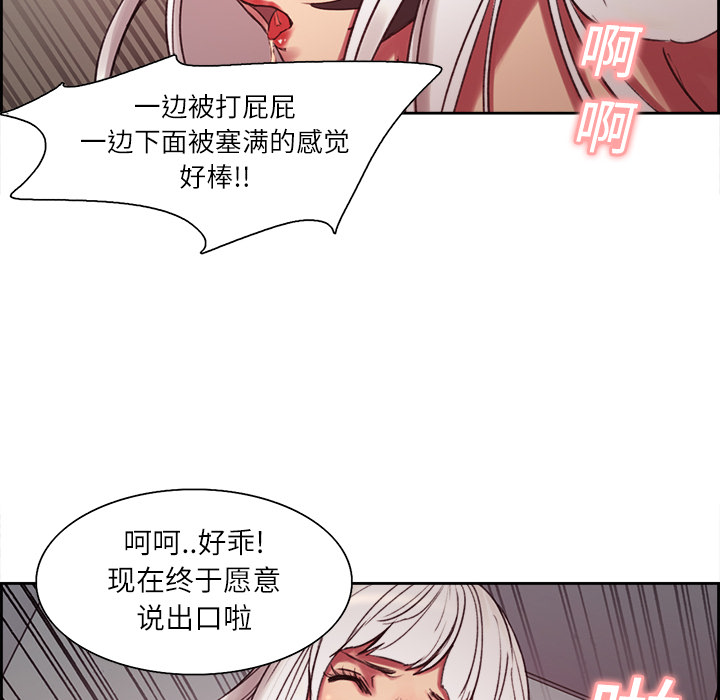 啊
啊
一边被打屁屁
一边下面被塞满的感觉
好棒!!
呵呵..好乖!
现在终于愿意
说出口啦